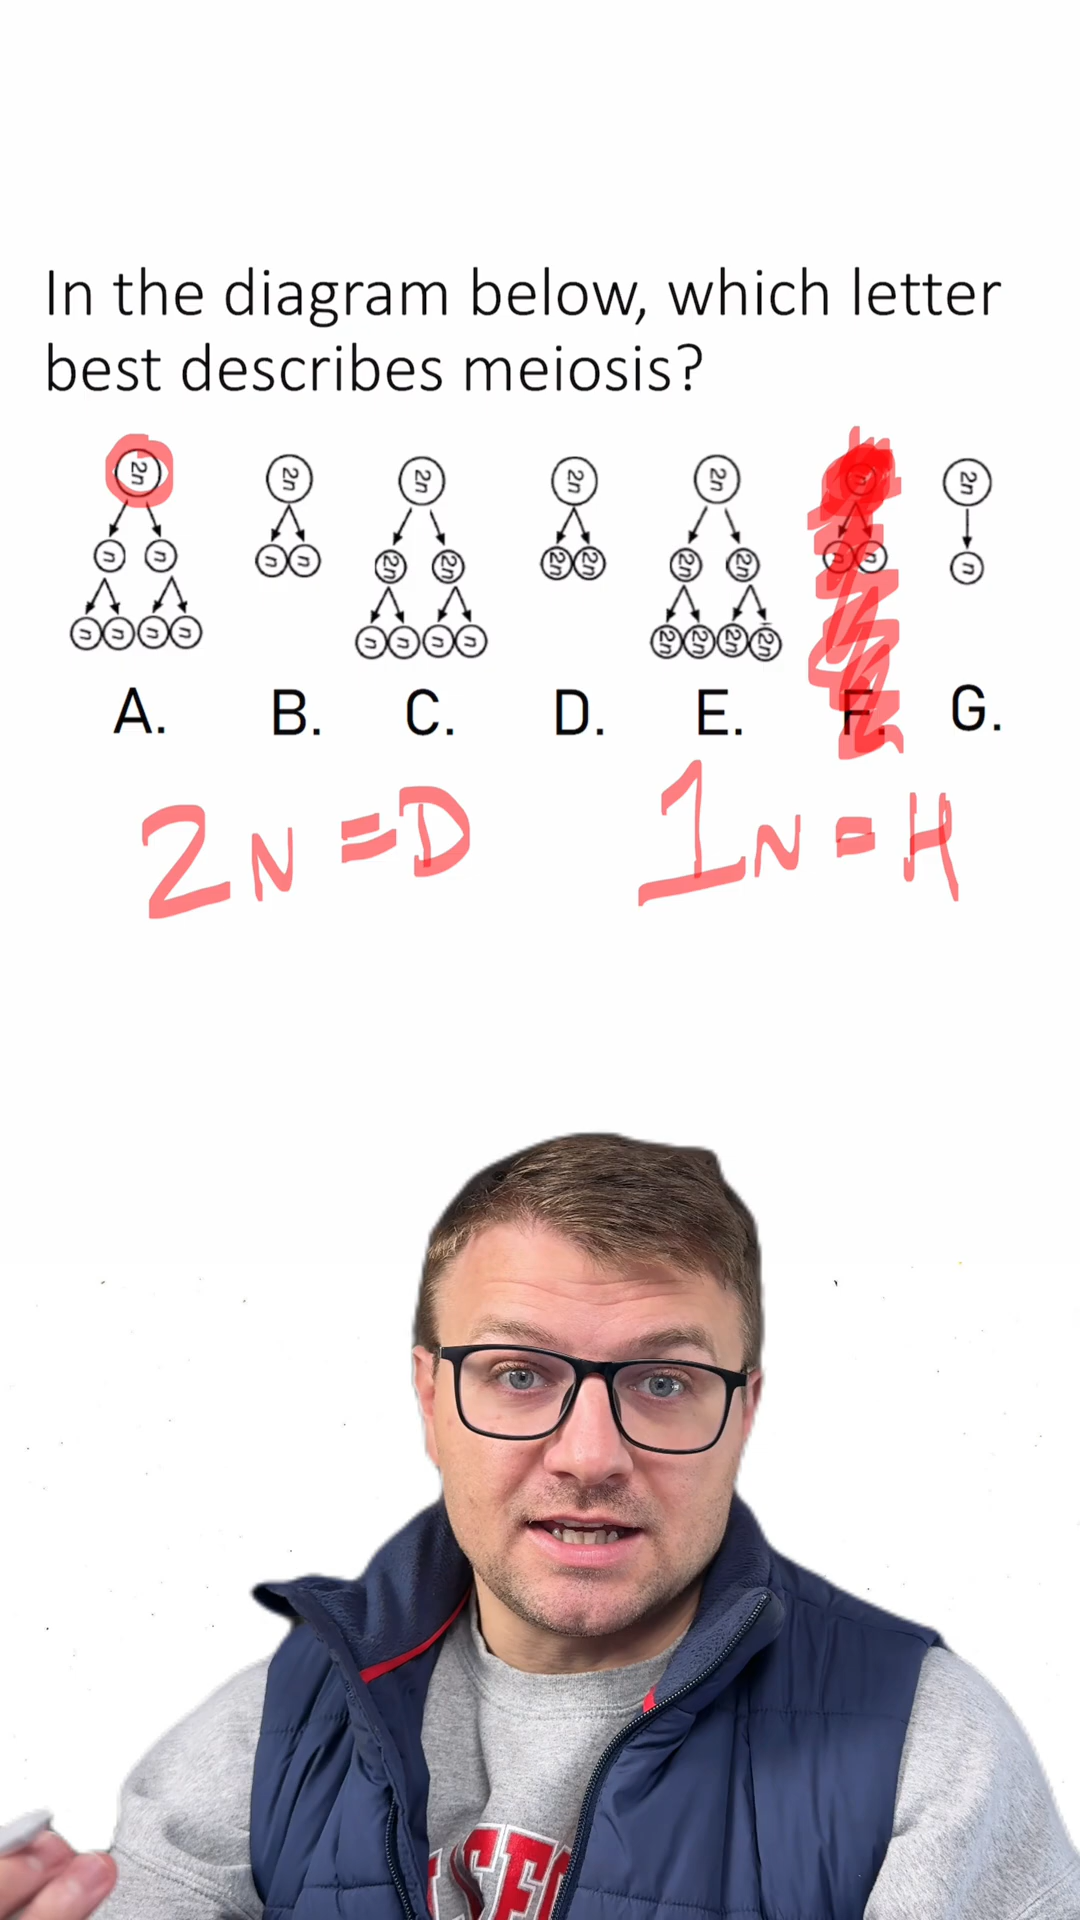 In the diagram below, which letter
best describes meiosis?
2n 2n 2n 2n 2n n 2n
n n n n 2n 2n 2n 2n 2n 2n n n n
n n n n n n n n 2n 2n 2n 2n
A. B. C. D. E. F. G.
2N = D 1N = H